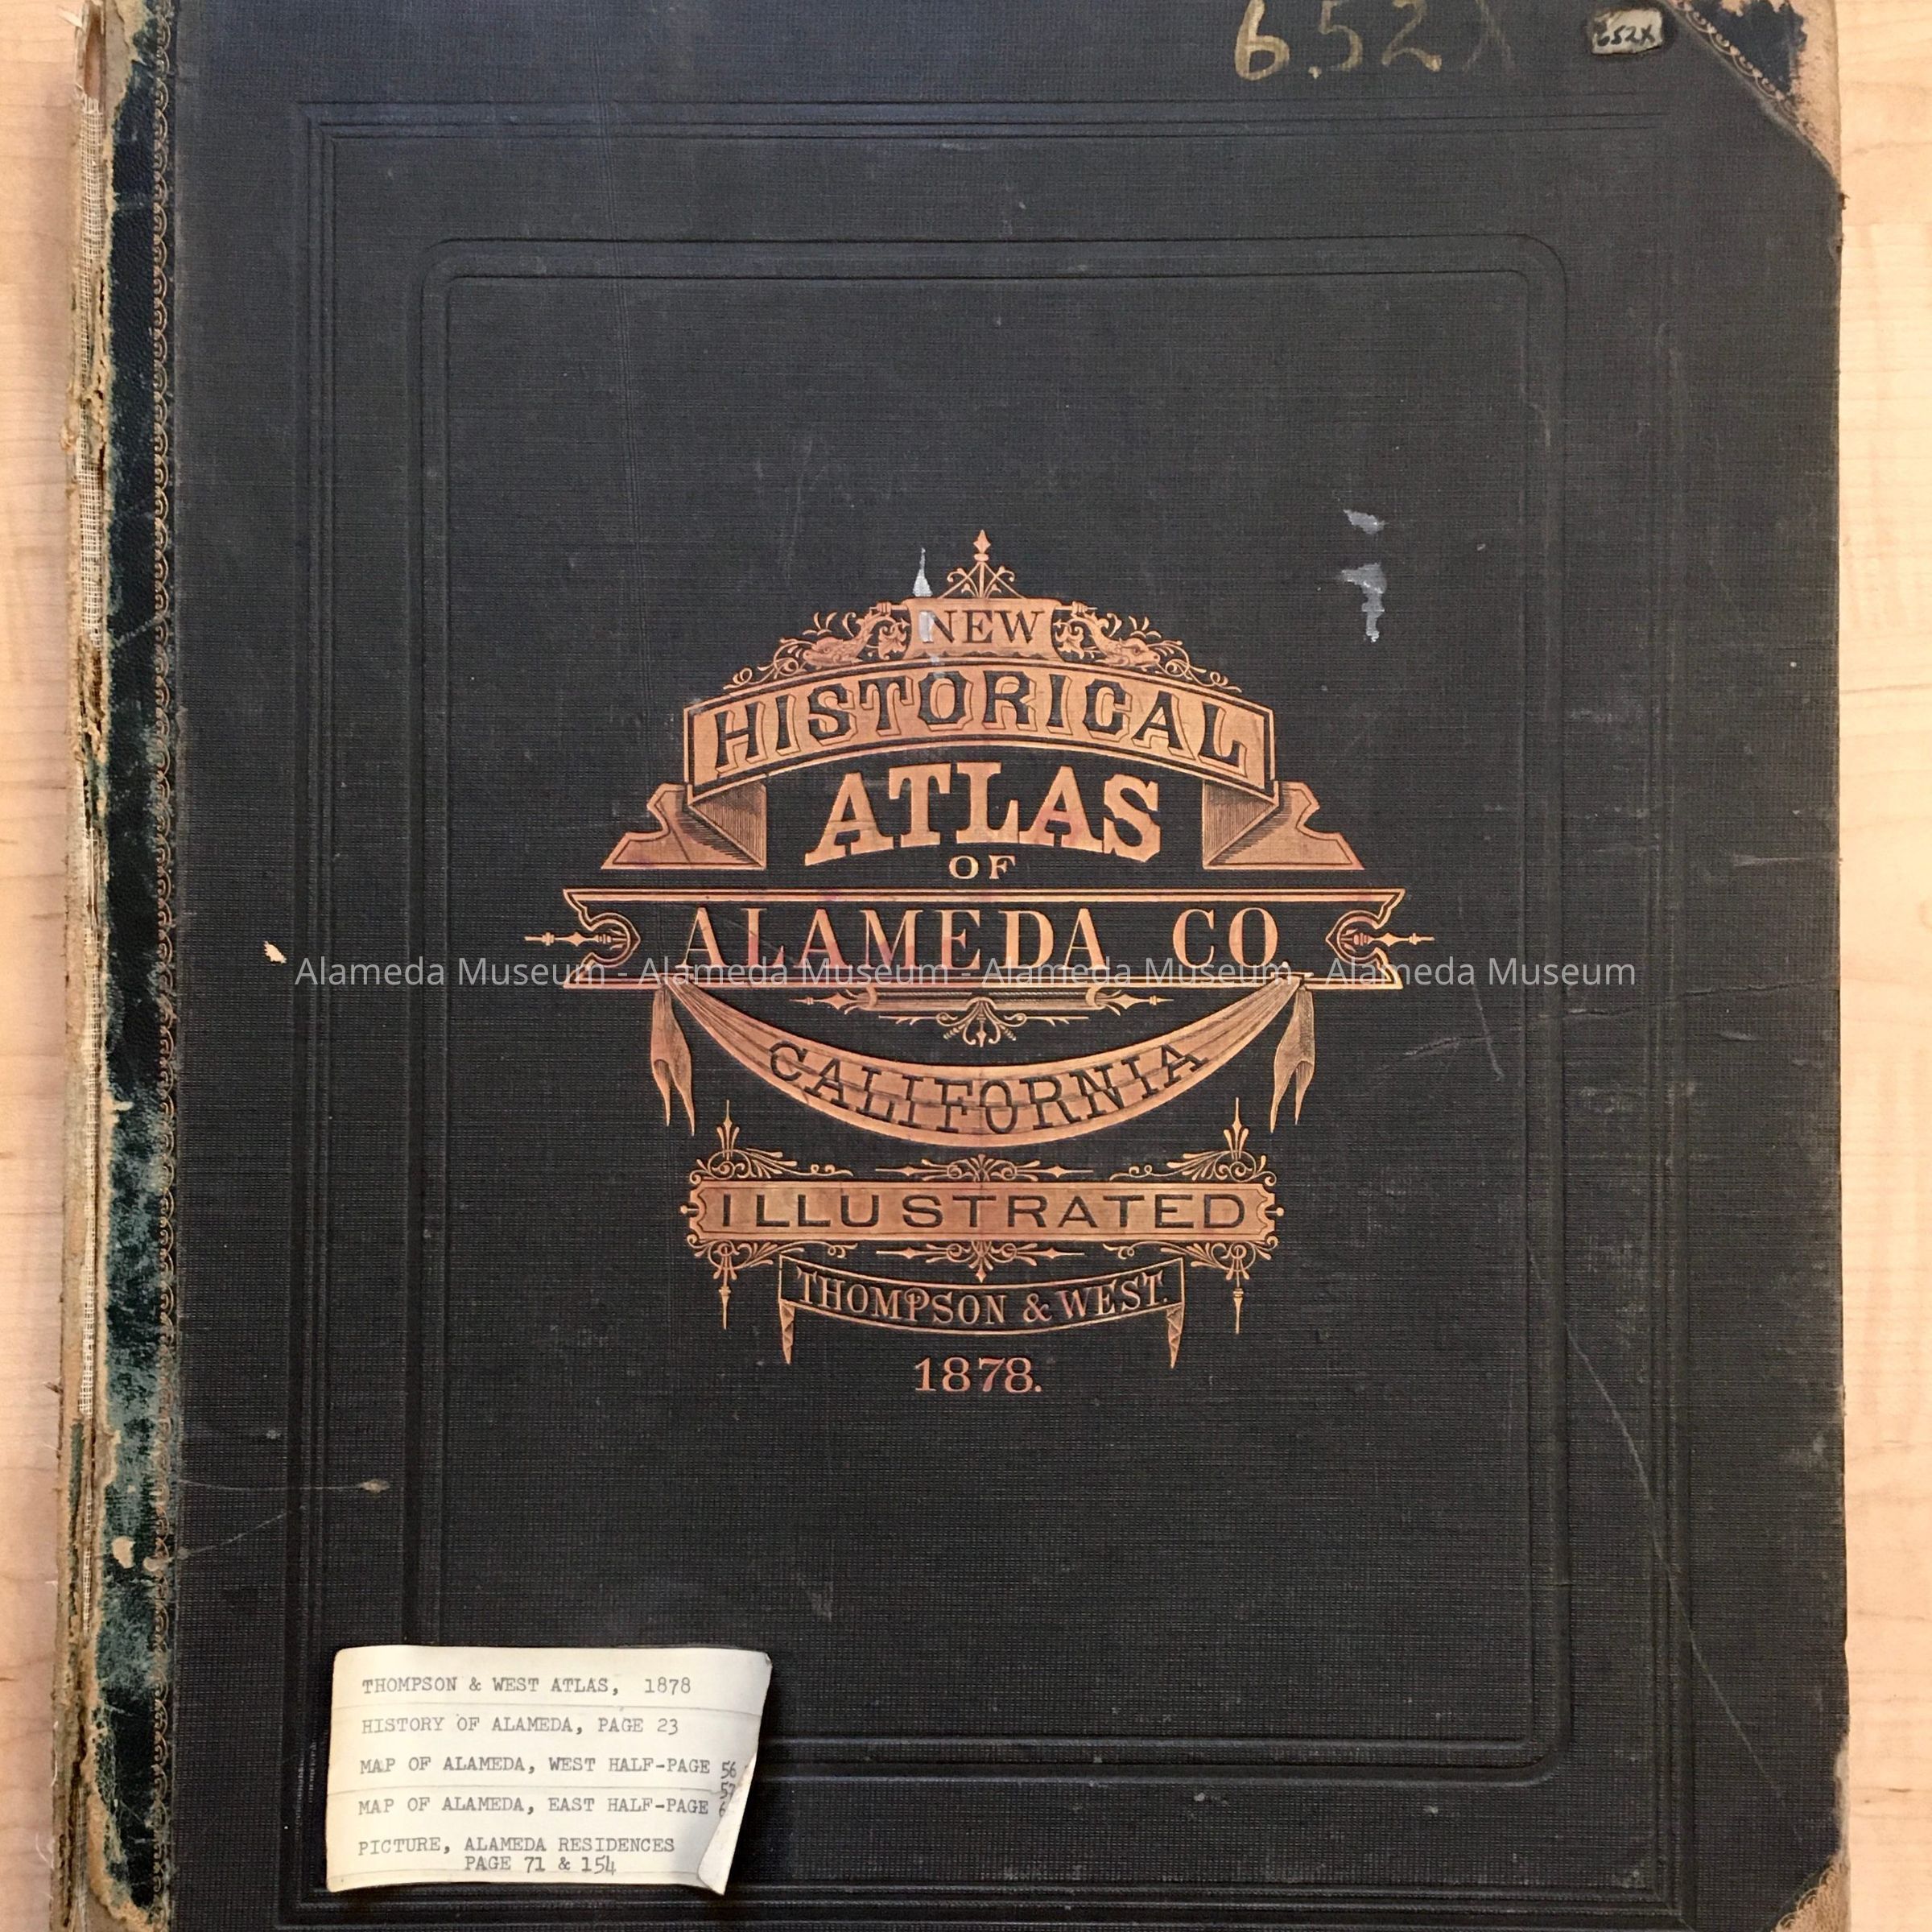 6.52X
652X
NEW
HISTORICAL
ATLAS
OF
ALAMEDA CO.
Alameda Museum - Alameda Museum - Alameda Museum - Alameda Museum
CALIFORNIA
ILLUSTRATED
THOMPSON & WEST.
1878.
THOMPSON & WEST ATLAS, 1878
HISTORY OF ALAMEDA, PAGE 23
MAP OF ALAMEDA, WEST HALF-PAGE 56
MAP OF ALAMEDA, EAST HALF-PAGE
PICTURE, ALAMEDA RESIDENCES
PAGE 71 & 154